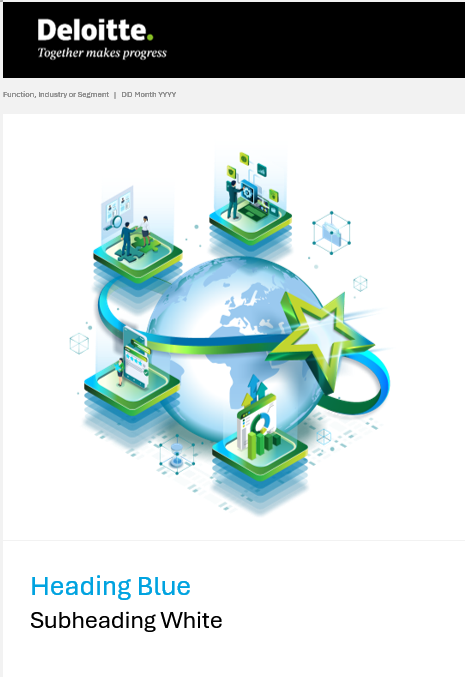 Deloitte.
Together makes progress
Function, Industry or Segment | DD Month YYYY
Heading Blue
Subheading White